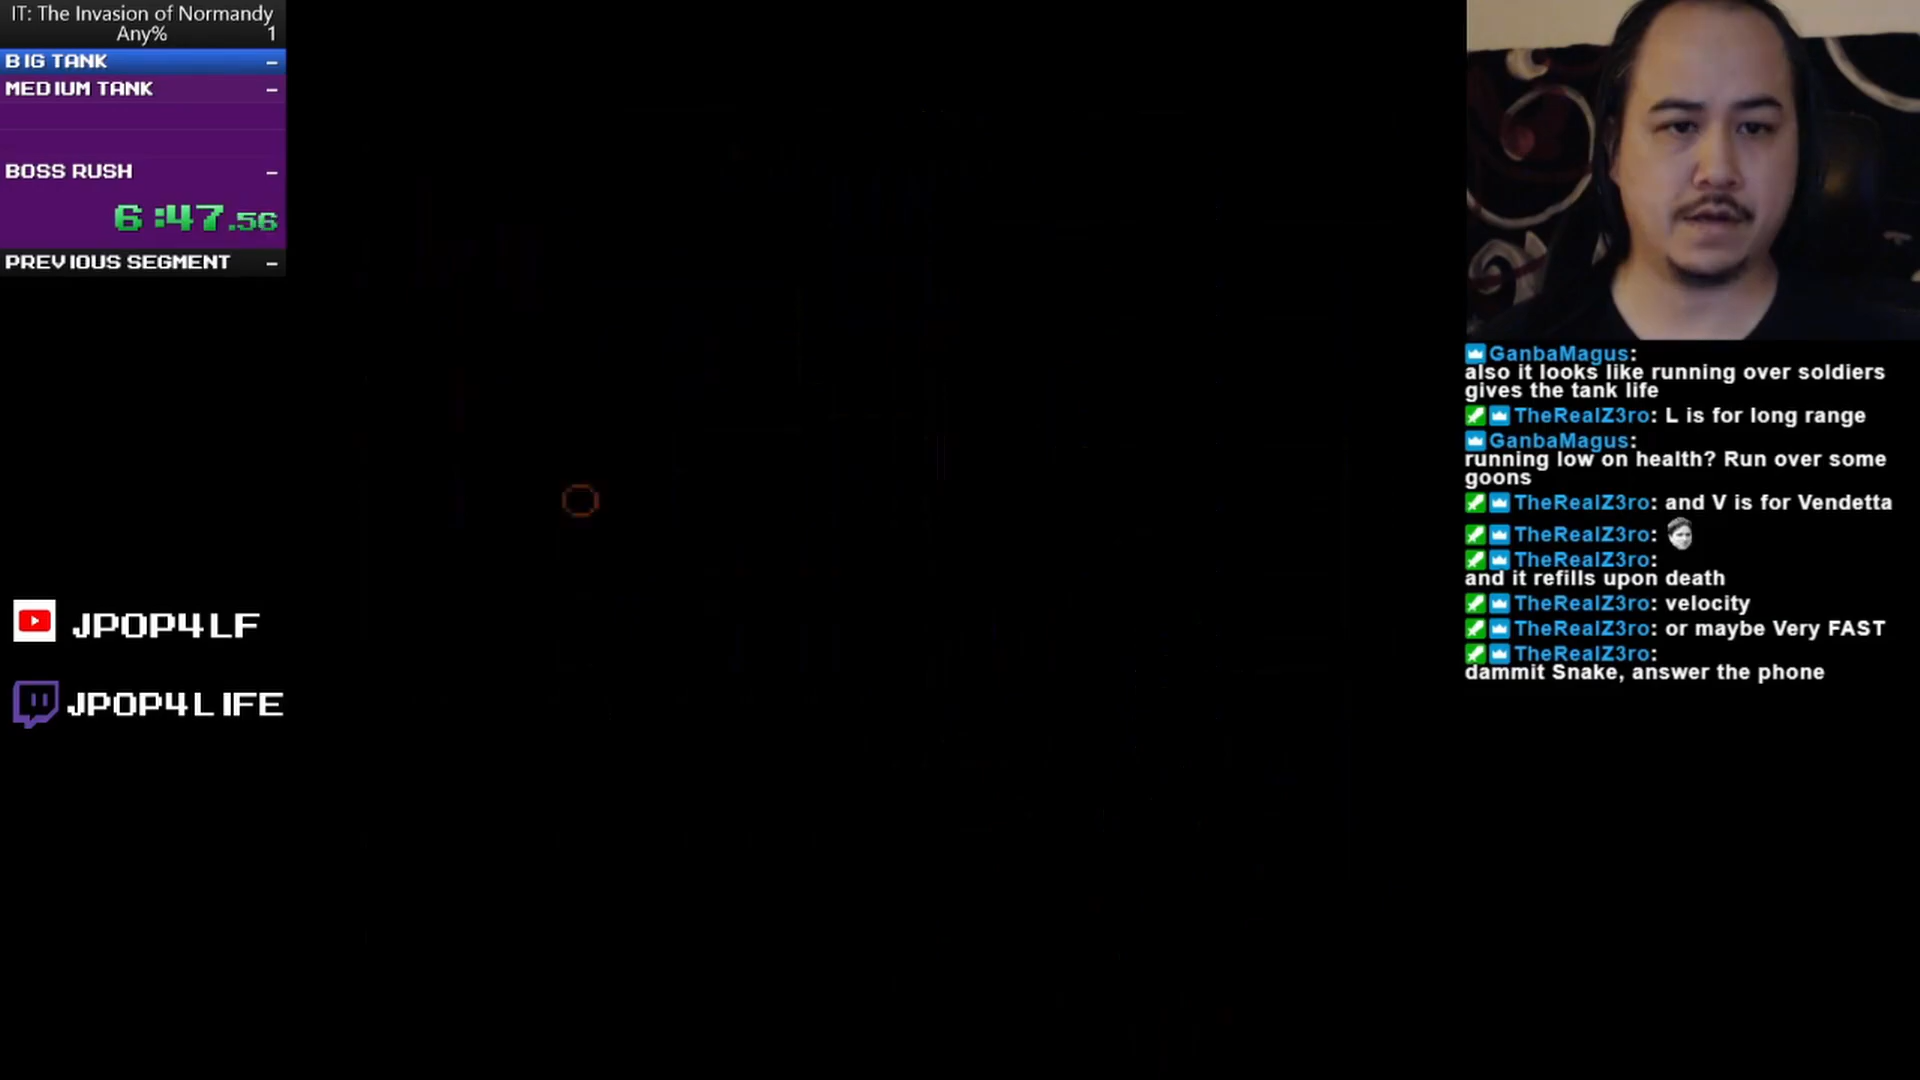 IT: The Invasion of Normandy
Any% 1
BIG TANK –
MEDIUM TANK –
BOSS RUSH –
6:47.56
PREVIOUS SEGMENT –
JPOP4LF
JPOP4LIFE
GanbaMagus:
also it looks like running over soldiers
gives the tank life
TheRealZ3ro: L is for long range
GanbaMagus:
running low on health? Run over some
goons
TheRealZ3ro: and V is for Vendetta
TheRealZ3ro:
TheRealZ3ro:
and it refills upon death
TheRealZ3ro: velocity
TheRealZ3ro: or maybe Very FAST
TheRealZ3ro:
dammit Snake, answer the phone